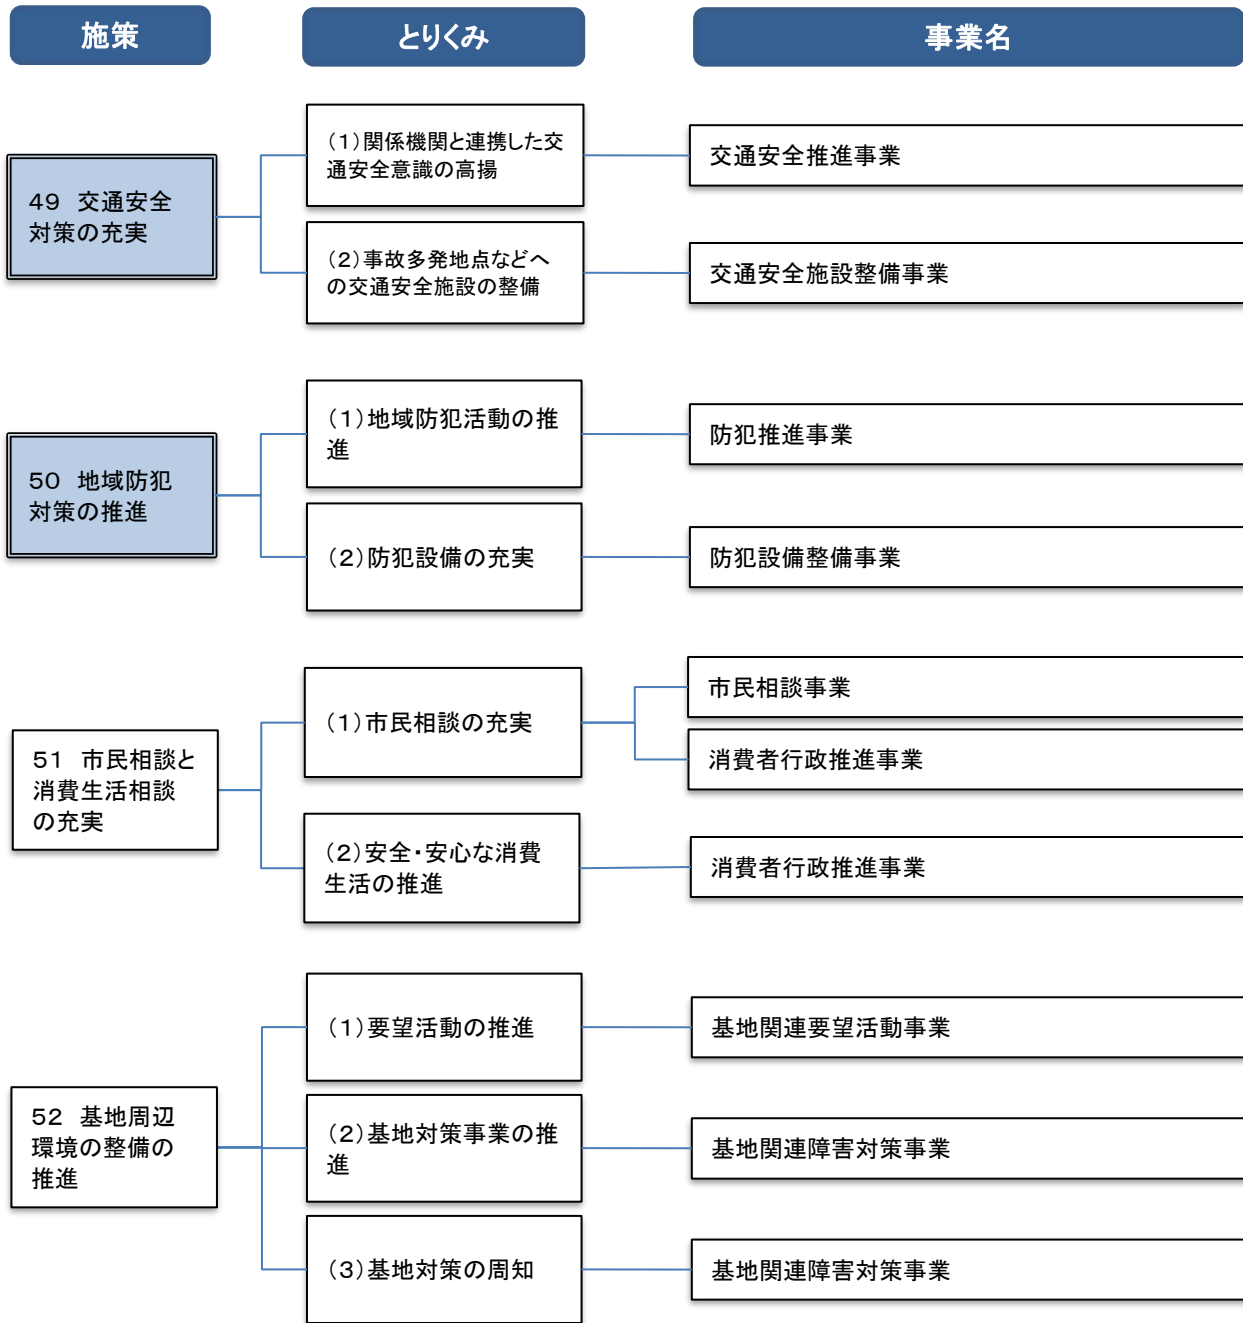 施策
とりくみ
事業名
49 交通安全
対策の充実
（1）関係機関と連携した交
通安全意識の高揚
交通安全推進事業
（2）事故多発地点などへ
の交通安全施設の整備
交通安全施設整備事業
50 地域防犯
対策の推進
（1）地域防犯活動の推
進
防犯推進事業
（2）防犯設備の充実
防犯設備整備事業
51 市民相談と
消費生活相談
の充実
（1）市民相談の充実
市民相談事業
消費者行政推進事業
（2）安全・安心な消費
生活の推進
消費者行政推進事業
52 基地周辺
環境の整備の
推進
（1）要望活動の推進
基地関連要望活動事業
（2）基地対策事業の推
進
基地関連障害対策事業
（3）基地対策の周知
基地関連障害対策事業